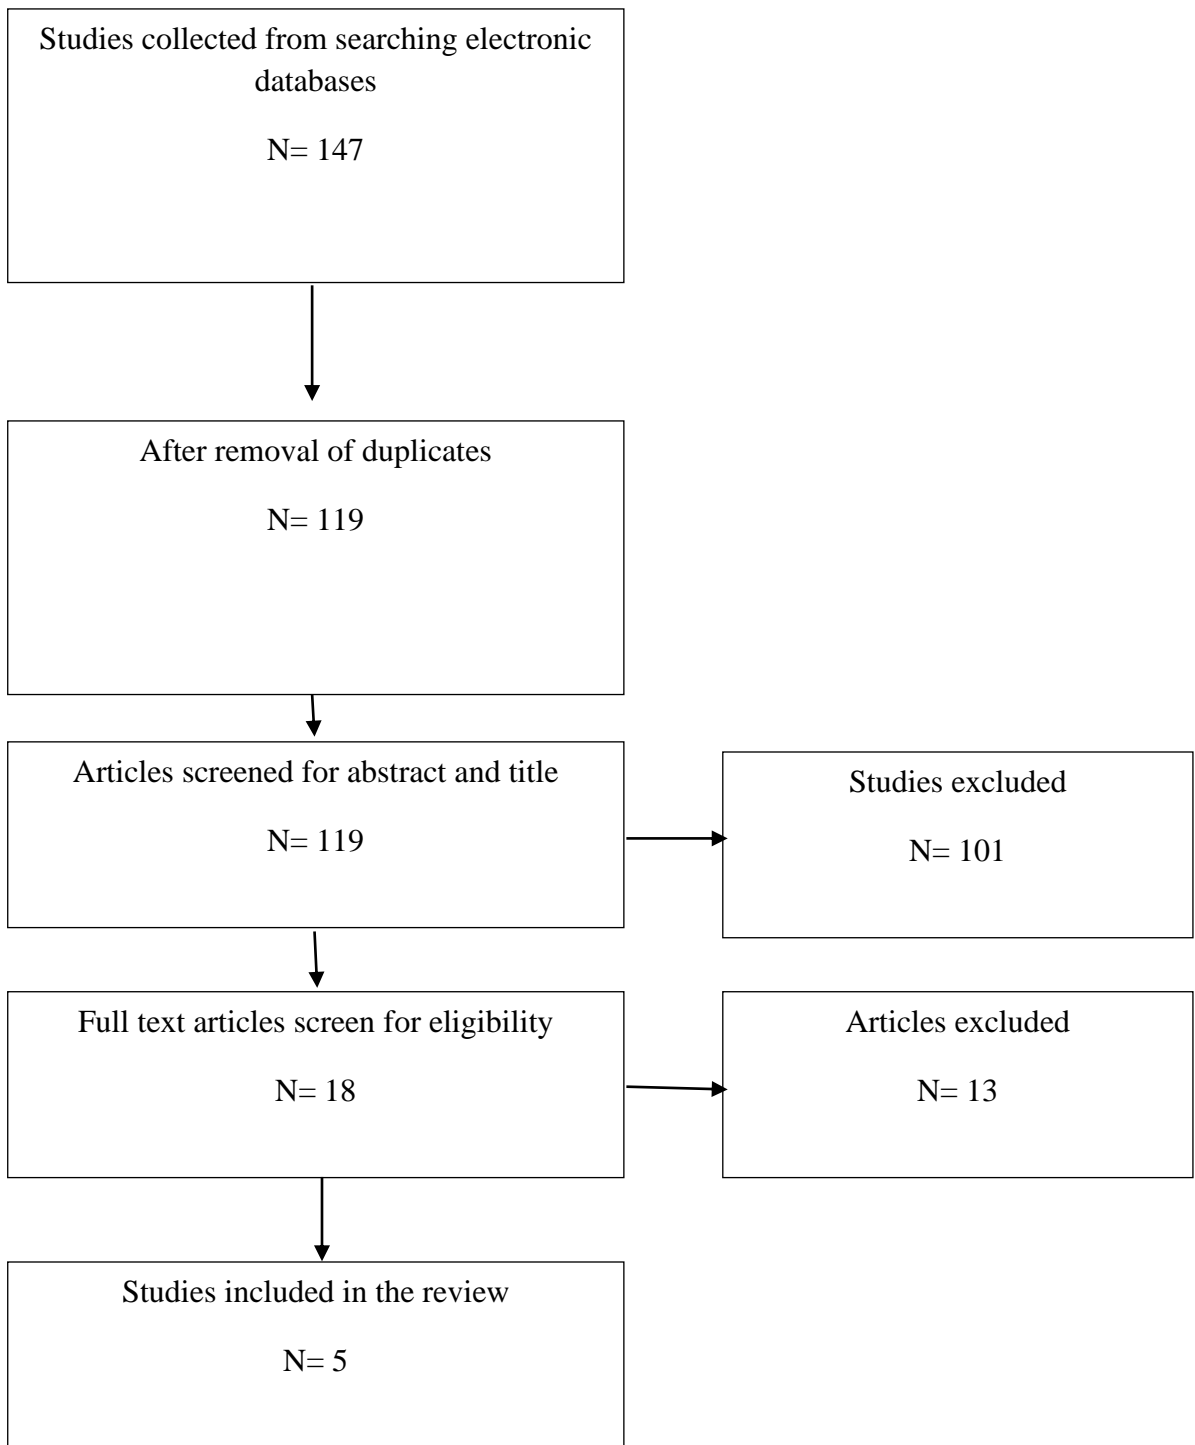 Studies collected from searching electronic
databases
N= 147
After removal of duplicates
N= 119
Articles screened for abstract and title
N= 119
Studies excluded
N= 101
Full text articles screen for eligibility
N= 18
Articles excluded
N= 13
Studies included in the review
N= 5